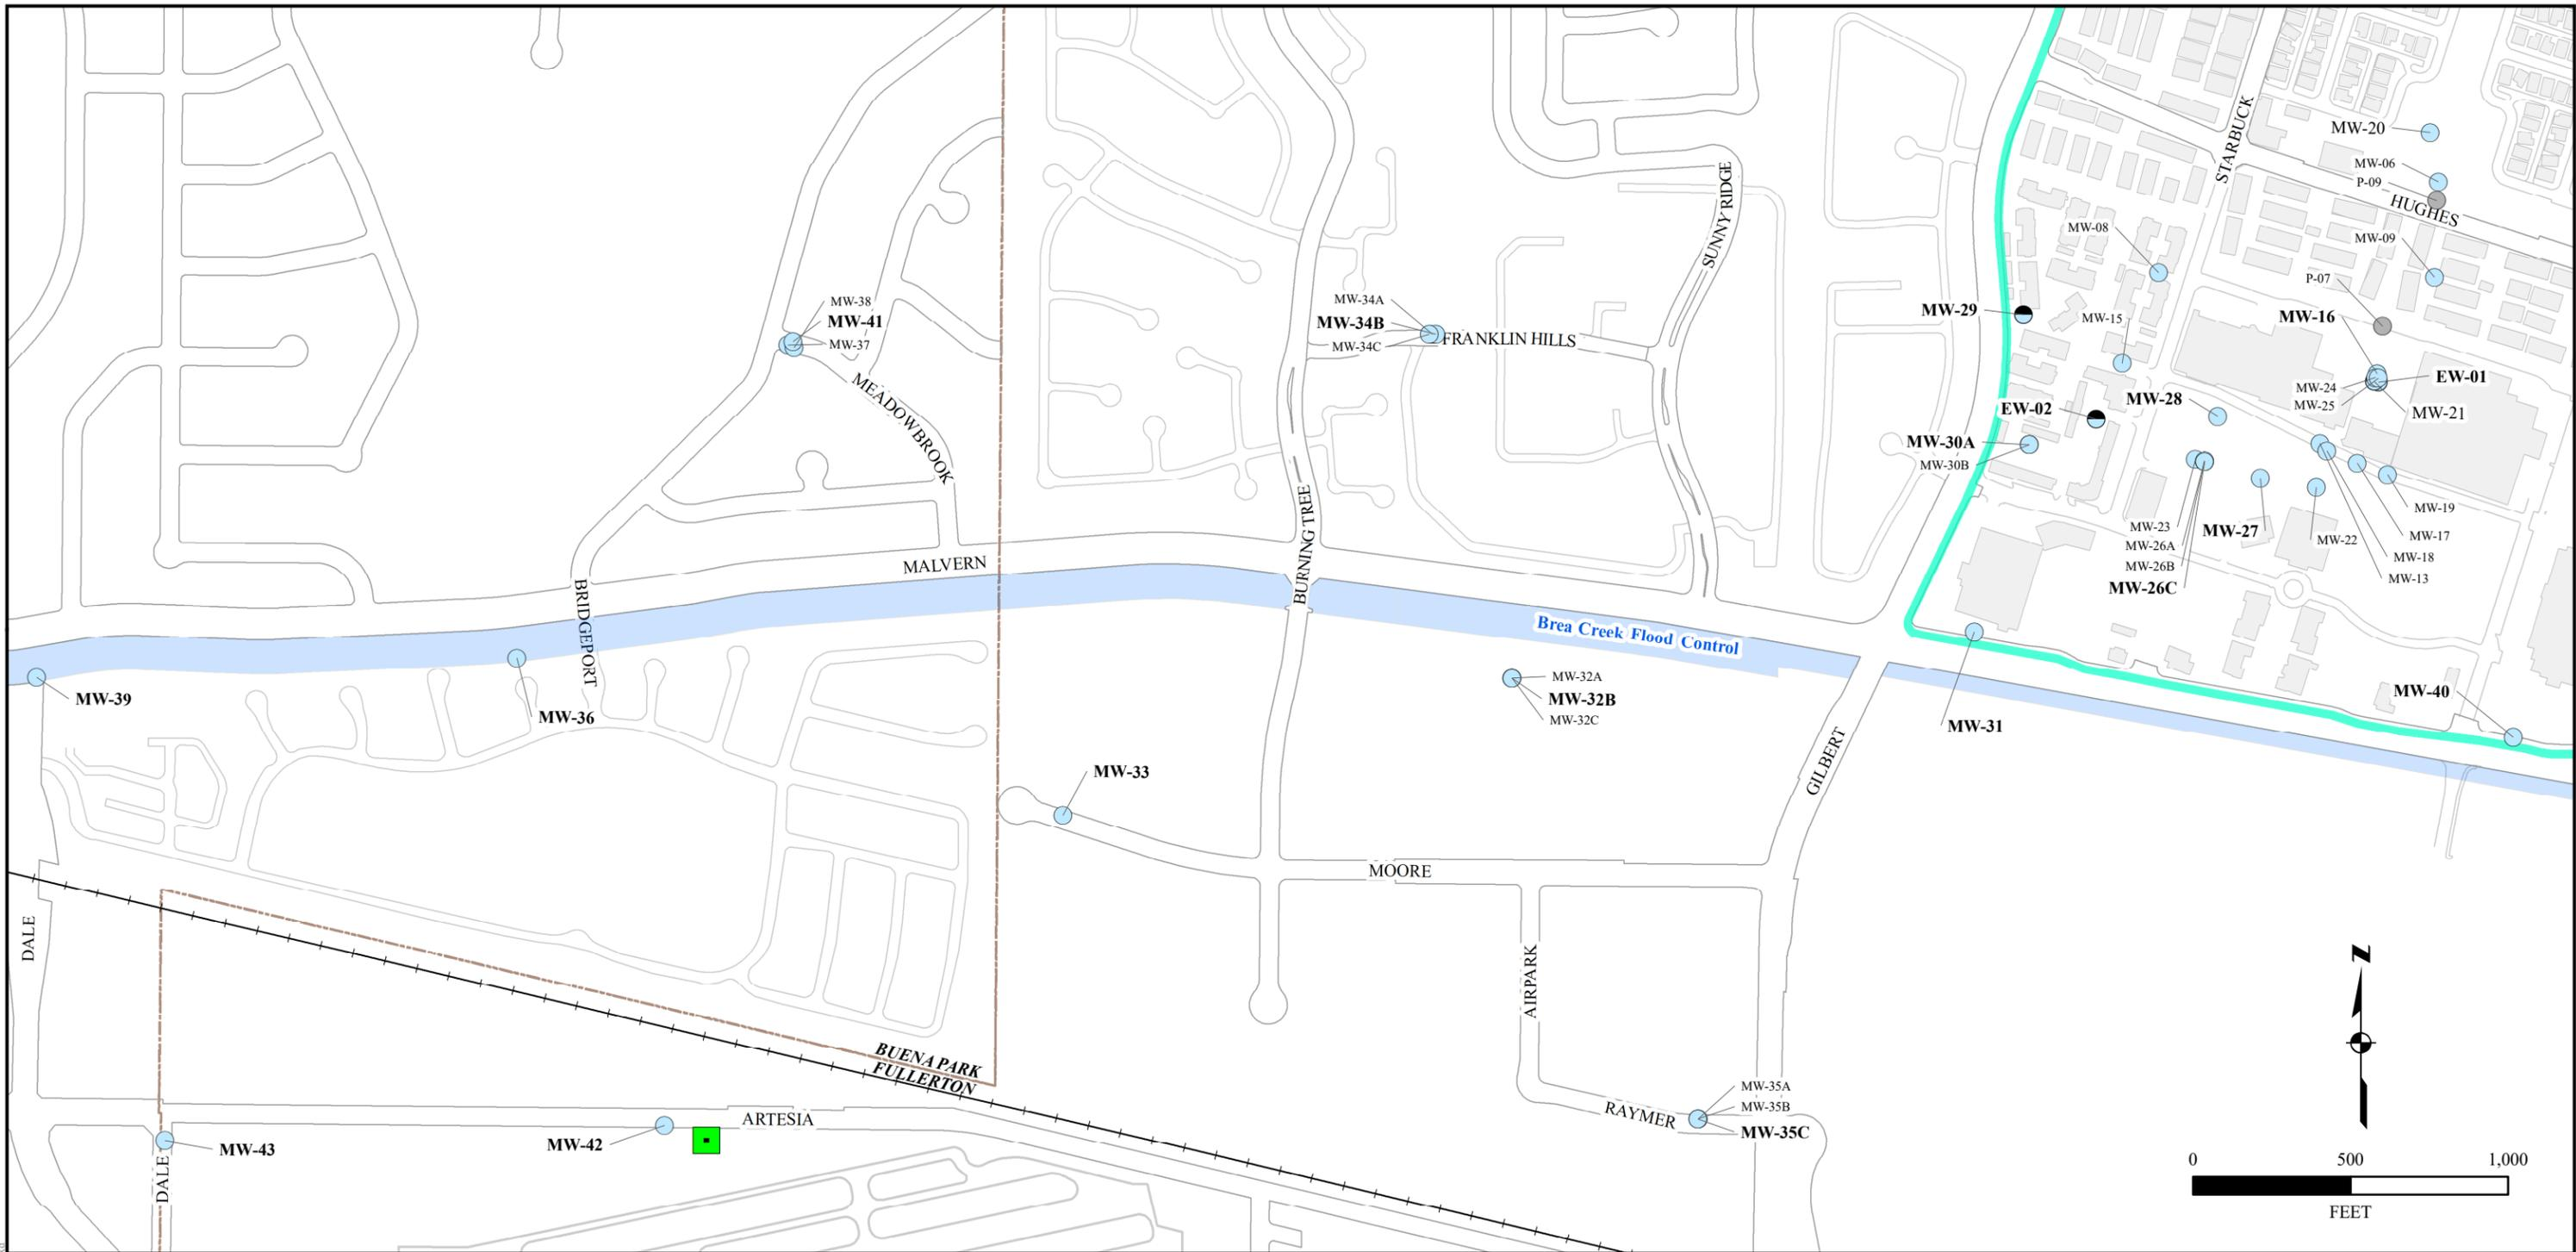 STARBUCK
MW-20
MW-06
P-09
HUGHES
MW-08
MW-09
SUNNY RIDGE
P-07
MW-38
MW-41
MW-37
MW-34A
MW-34B
MW-34C
FRANKLIN HILLS
MW-29
MW-15
MW-16
MW-24
MW-25
EW-01
MW-21
MEADOWBROOK
EW-02
MW-28
MW-30A
MW-30B
MW-19
MW-17
MW-18
MW-13
MW-23
MW-26A
MW-26B
MW-26C
MW-27
MW-22
BURNING TREE
MALVERN
BRIDGEPORT
Brea Creek Flood Control
MW-39
MW-36
MW-32A
MW-32B
MW-32C
MW-31
MW-40
MW-33
GILBERT
MOORE
DALE
AIRPARK
N
BUENA PARK
FULLERTON
ARTESIA
MW-43
MW-42
DALE
RAYMER
MW-35A
MW-35B
MW-35C
0 500 1,000
FEET